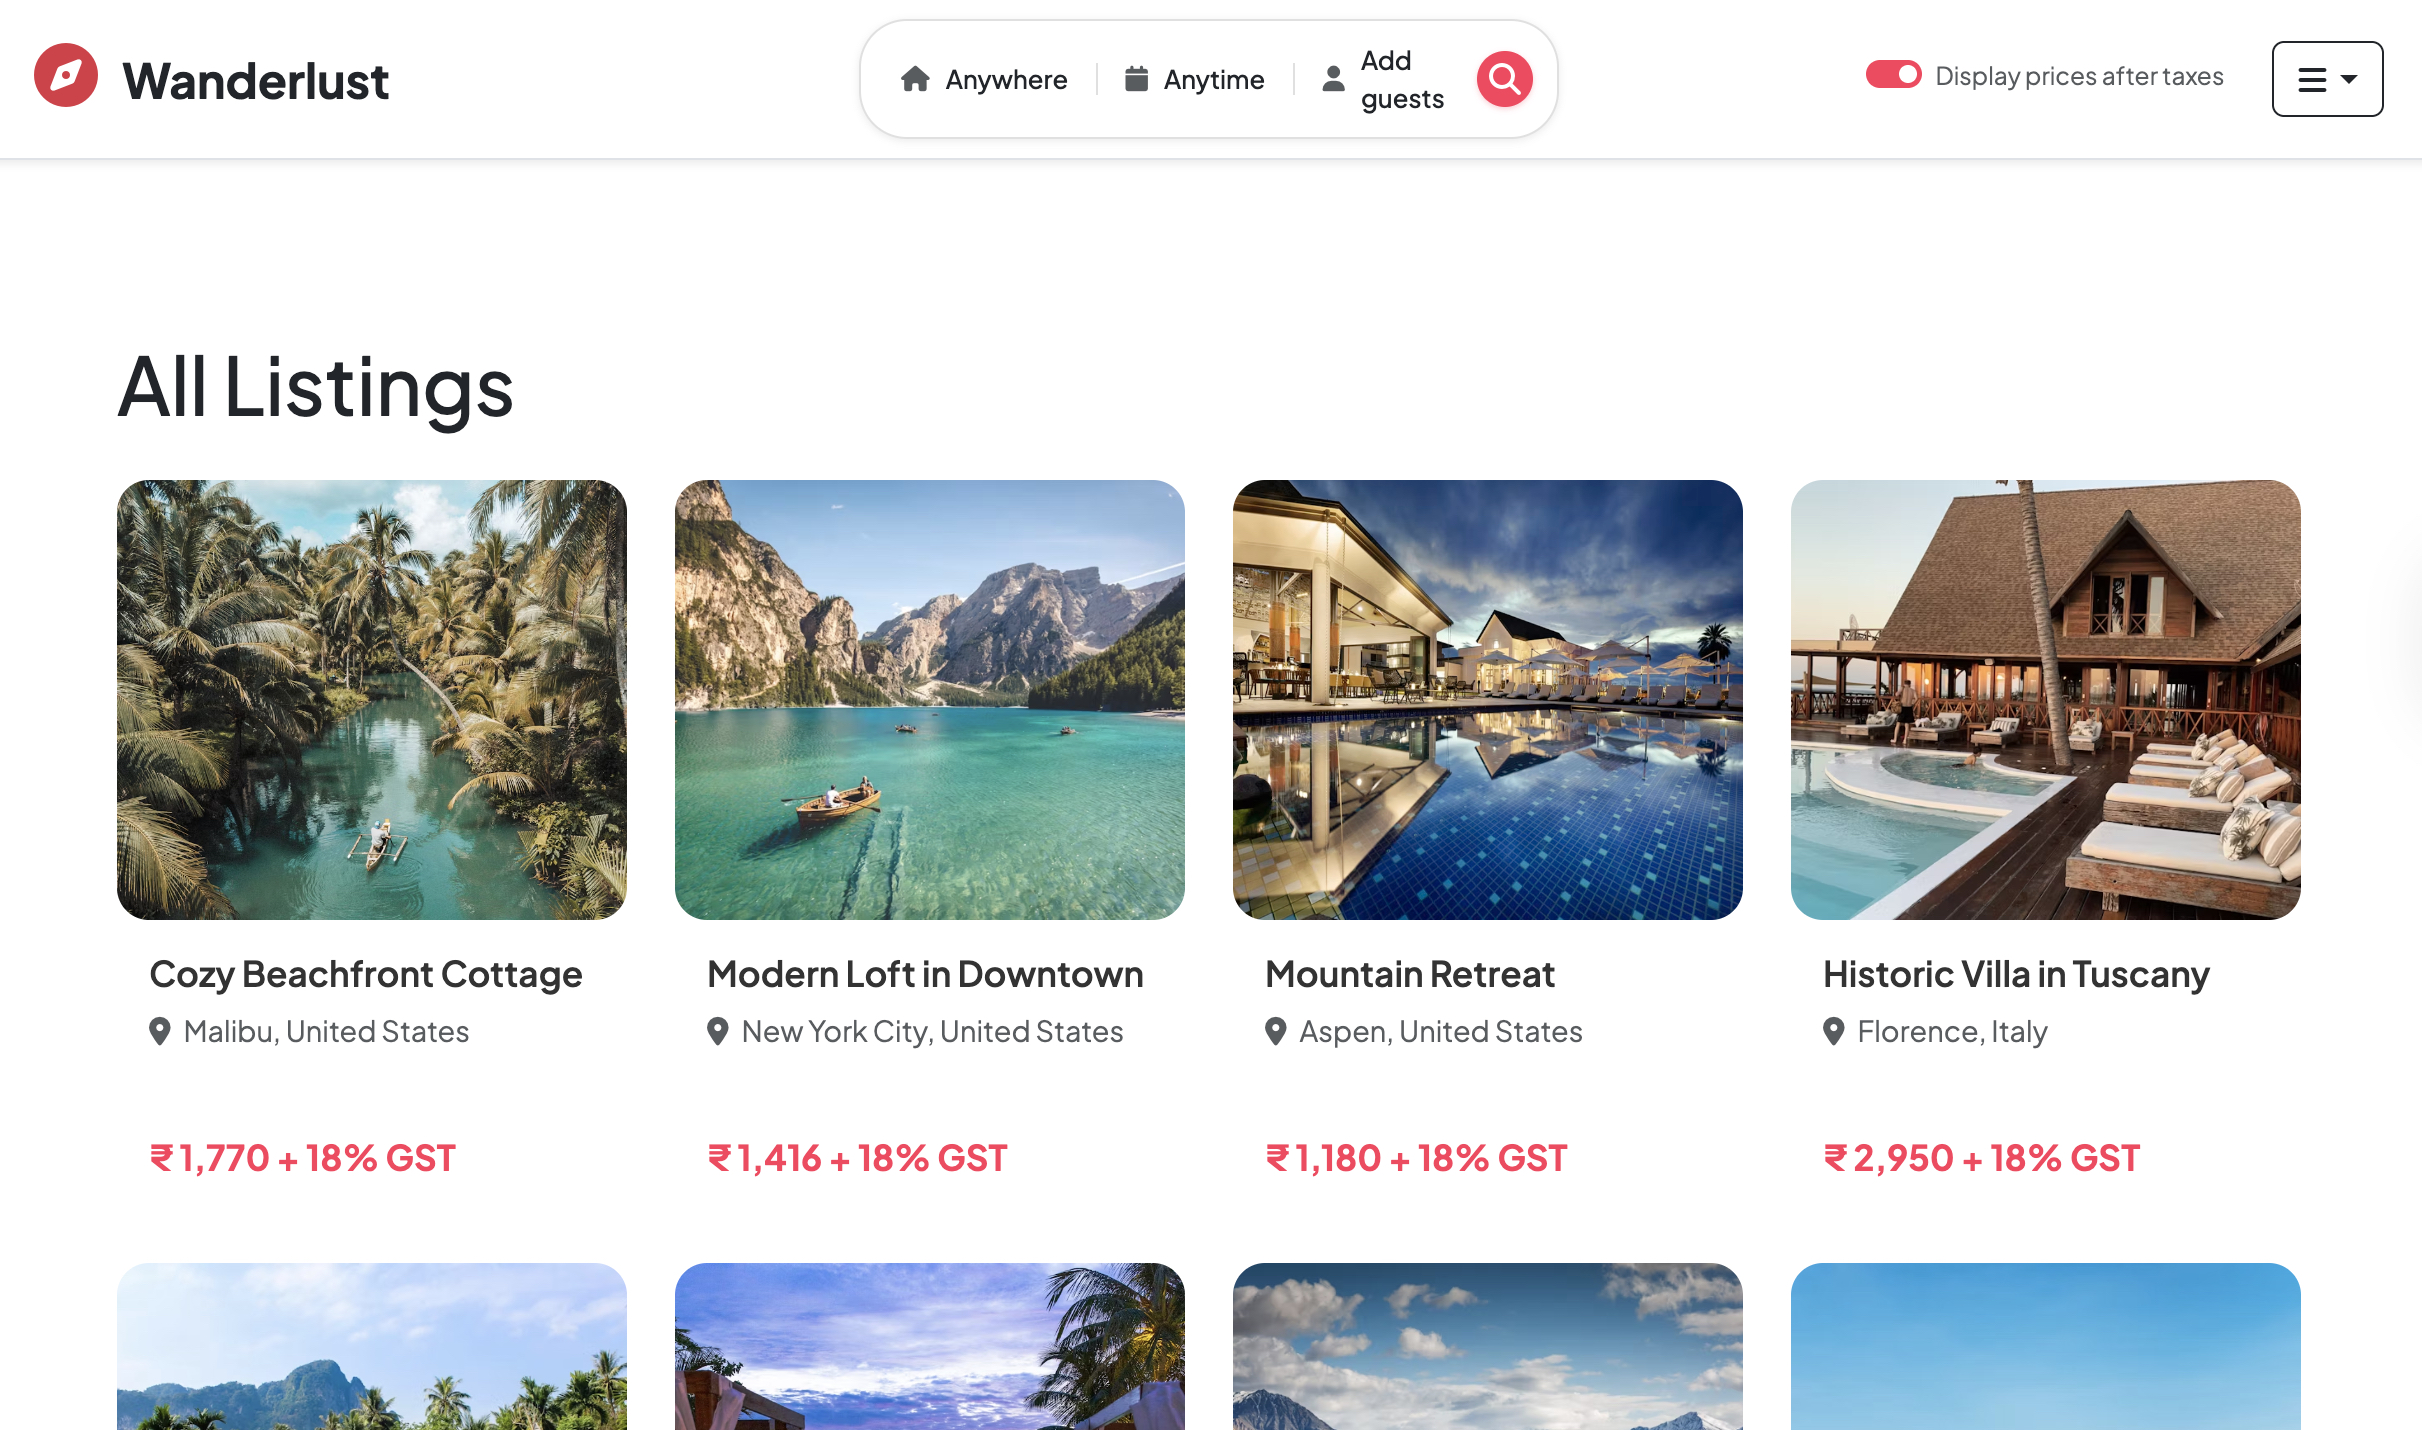 Wanderlust
Anywhere
Anytime
Add
guests
Display prices after taxes
All Listings
Cozy Beachfront Cottage
Malibu, United States
₹ 1,770 + 18% GST
Modern Loft in Downtown
New York City, United States
₹ 1,416 + 18% GST
Mountain Retreat
Aspen, United States
₹ 1,180 + 18% GST
Historic Villa in Tuscany
Florence, Italy
₹ 2,950 + 18% GST